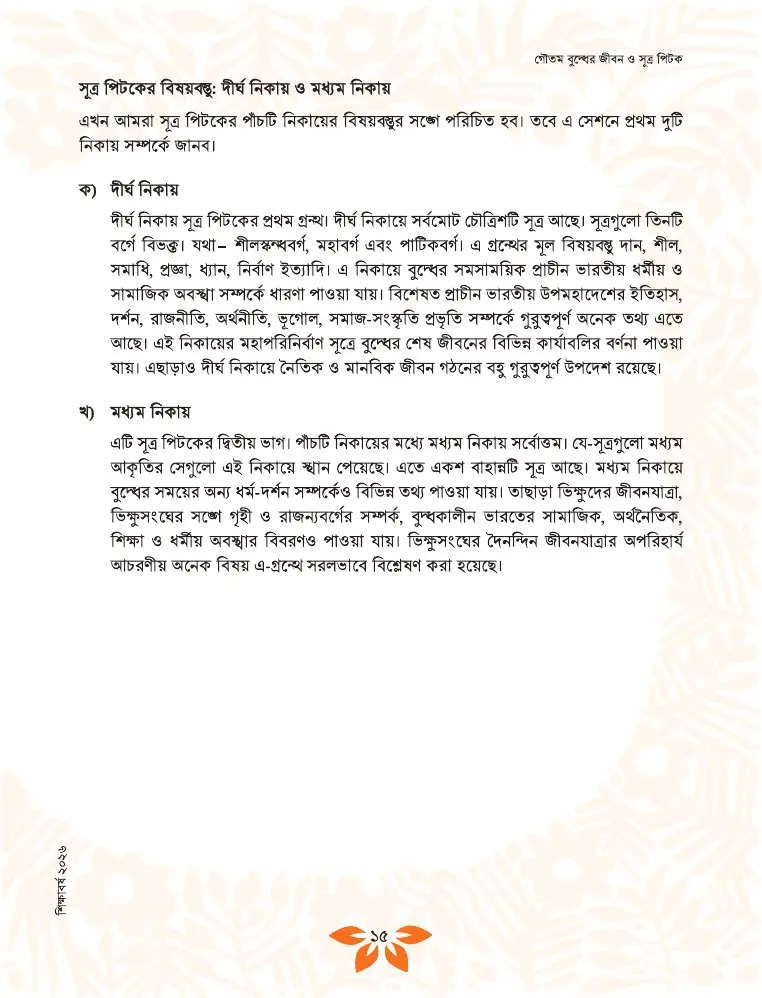 গৌতম বুদ্ধের জীবন ও সূত্র পিটক
সূত্র পিটকের বিষয়বস্তু: দীর্ঘ নিকায় ও মধ্যম নিকায়
এখন আমরা সূত্র পিটকের পাঁচটি নিকায়ের বিষয়বস্তুর সঙ্গে পরিচিত হব। তবে এ সেশনে প্রথম দুটি
নিকায় সম্পর্কে জানব।
ক) দীর্ঘ নিকায়
দীর্ঘ নিকায় সূত্র পিটকের প্রথম গ্রন্থ। দীর্ঘ নিকায়ে সর্বমোট চৌত্রিশটি সূত্র আছে। সূত্রগুলো তিনটি
বর্গে বিভক্ত। যথা– শীলস্কন্ধবর্গ, মহাবর্গ এবং পাটিকবর্গ। এ গ্রন্থের মূল বিষয়বস্তু দান, শীল,
সমাধি, প্রজ্ঞা, ধ্যান, নির্বাণ ইত্যাদি। এ নিকায়ে বুদ্ধের সমসাময়িক প্রাচীন ভারতীয় ধর্মীয় ও
সামাজিক অবস্থা সম্পর্কে ধারণা পাওয়া যায়। বিশেষত প্রাচীন ভারতীয় উপমহাদেশের ইতিহাস,
দর্শন, রাজনীতি, অর্থনীতি, ভূগোল, সমাজ-সংস্কৃতি প্রভৃতি সম্পর্কে গুরুত্বপূর্ণ অনেক তথ্য এতে
আছে। এই নিকায়ের মহাপরিনির্বাণ সূত্রে বুদ্ধের শেষ জীবনের বিভিন্ন কার্যাবলির বর্ণনা পাওয়া
যায়। এছাড়াও দীর্ঘ নিকায়ে নৈতিক ও মানবিক জীবন গঠনের বহু গুরুত্বপূর্ণ উপদেশ রয়েছে।
খ) মধ্যম নিকায়
এটি সূত্র পিটকের দ্বিতীয় ভাগ। পাঁচটি নিকায়ের মধ্যে মধ্যম নিকায় সর্বোত্তম। যে-সূত্রগুলো মধ্যম
আকৃতির সেগুলো এই নিকায়ে স্থান পেয়েছে। এতে একশ বাহান্নটি সূত্র আছে। মধ্যম নিকায়ে
বুদ্ধের সময়ের অন্য ধর্ম-দর্শন সম্পর্কেও বিভিন্ন তথ্য পাওয়া যায়। তাছাড়া ভিক্ষুদের জীবনযাত্রা,
ভিক্ষুসংঘের সঙ্গে গৃহী ও রাজন্যবর্গের সম্পর্ক, বুদ্ধকালীন ভারতের সামাজিক, অর্থনৈতিক,
শিক্ষা ও ধর্মীয় অবস্থার বিবরণও পাওয়া যায়। ভিক্ষুসংঘের দৈনন্দিন জীবনযাত্রার অপরিহার্য
আচরণীয় অনেক বিষয় এ-গ্রন্থে সরলভাবে বিশ্লেষণ করা হয়েছে।
শিক্ষাবর্ষ ২০২৬
১৫